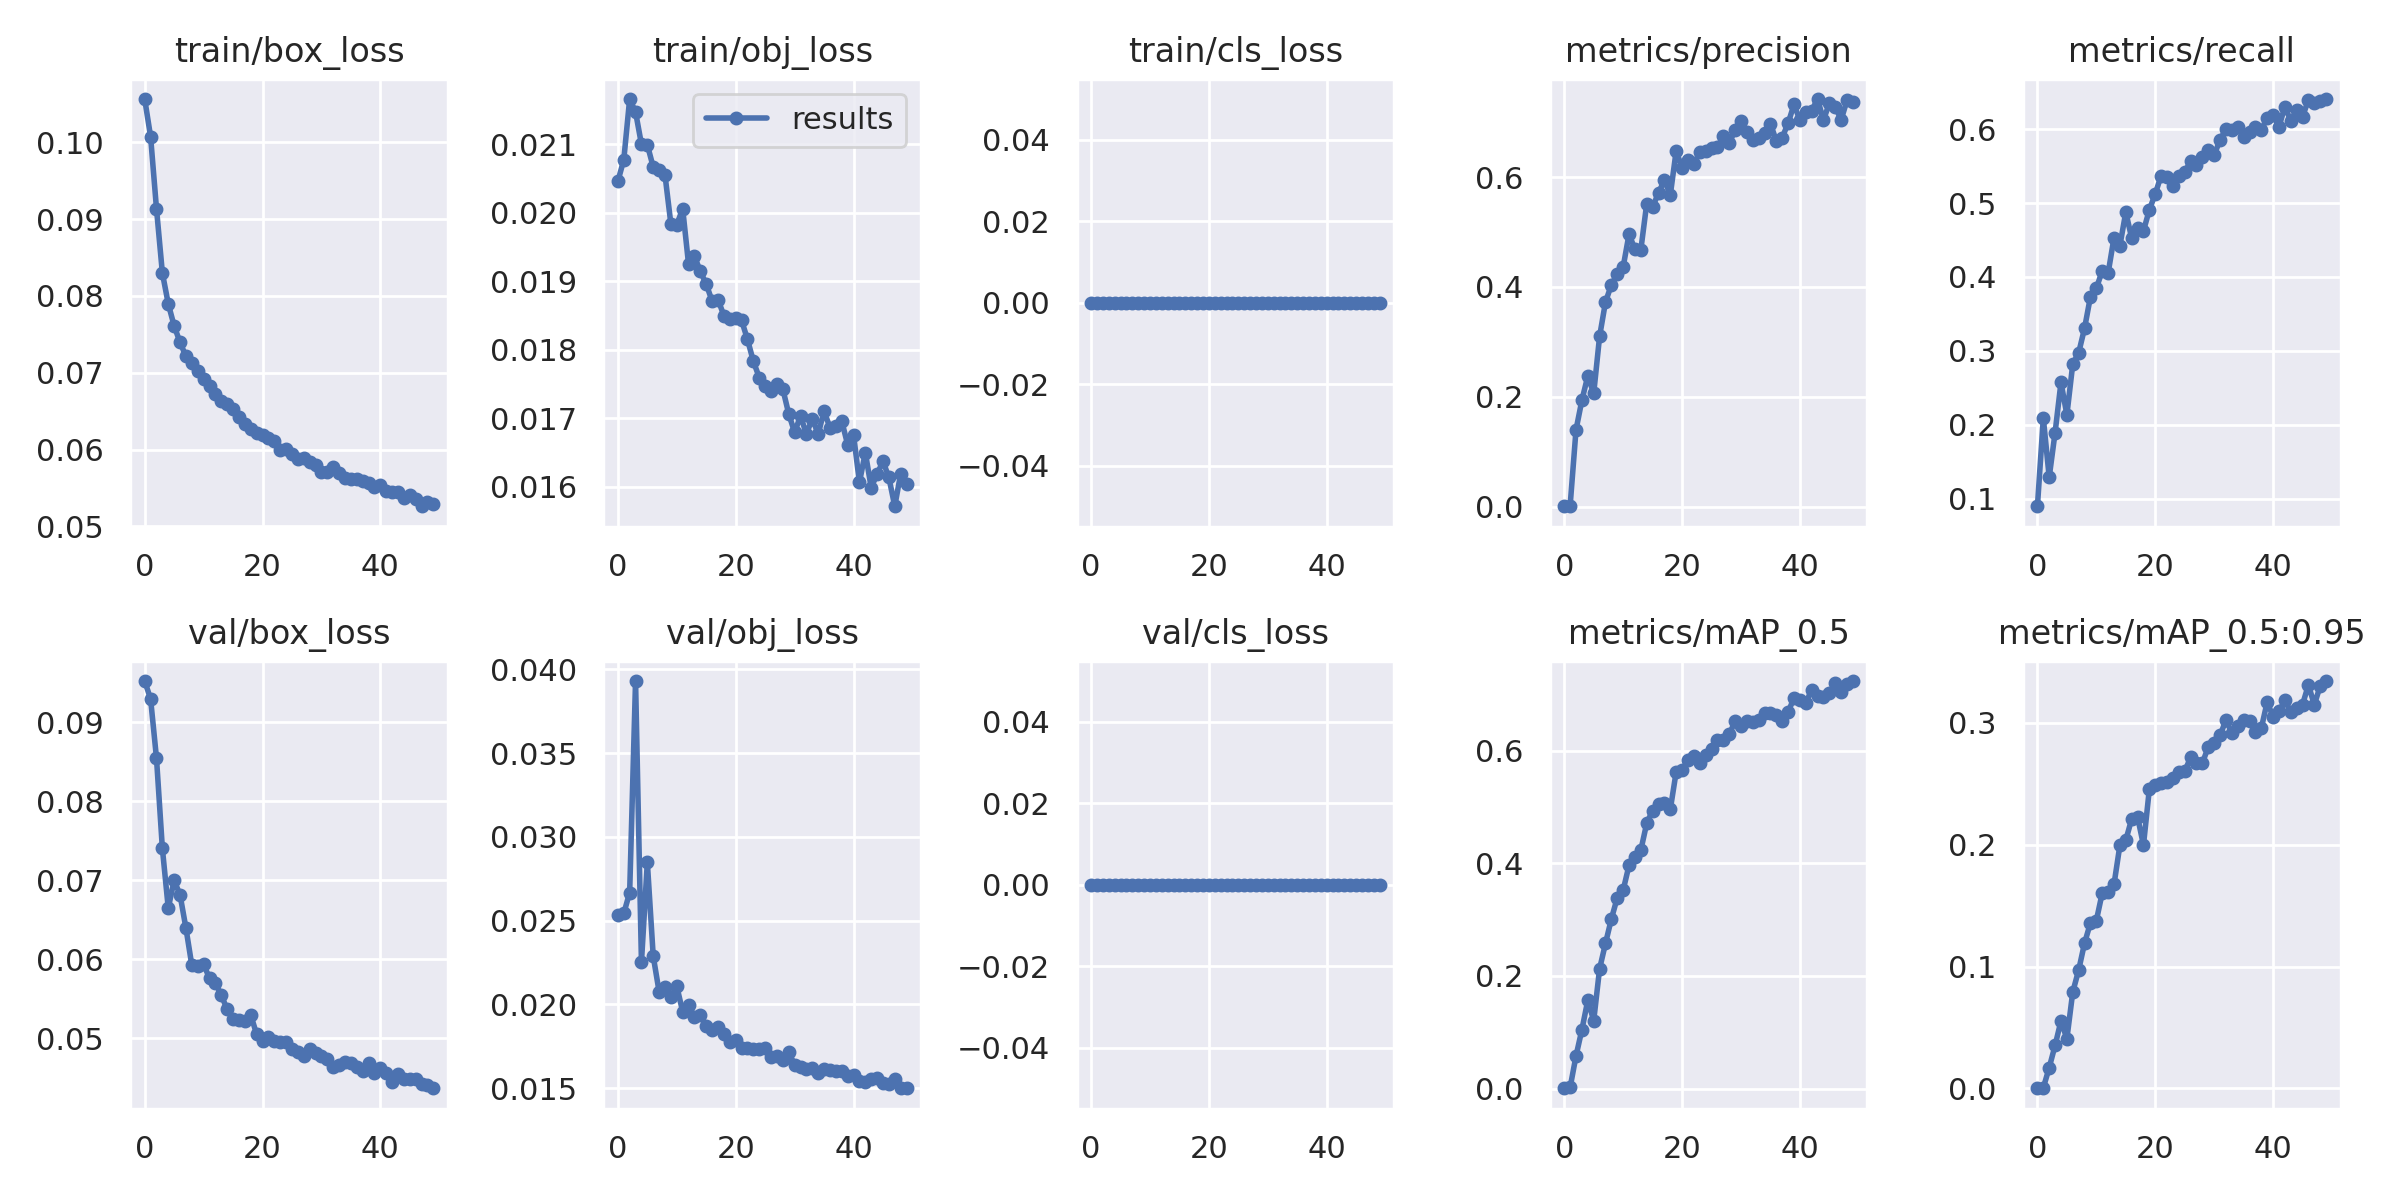 train/box_loss
0.10
0.09
0.08
0.07
0.06
0.05
0 20 40
train/obj_loss
results
0.021
0.020
0.019
0.018
0.017
0.016
0 20 40
train/cls_loss
0.04
0.02
0.00
−0.02
−0.04
0 20 40
metrics/precision
0.6
0.4
0.2
0.0
0 20 40
metrics/recall
0.6
0.5
0.4
0.3
0.2
0.1
0 20 40
val/box_loss
0.09
0.08
0.07
0.06
0.05
0 20 40
val/obj_loss
0.040
0.035
0.030
0.025
0.020
0.015
0 20 40
val/cls_loss
0.04
0.02
0.00
−0.02
−0.04
0 20 40
metrics/mAP_0.5
0.6
0.4
0.2
0.0
0 20 40
metrics/mAP_0.5:0.95
0.3
0.2
0.1
0.0
0 20 40